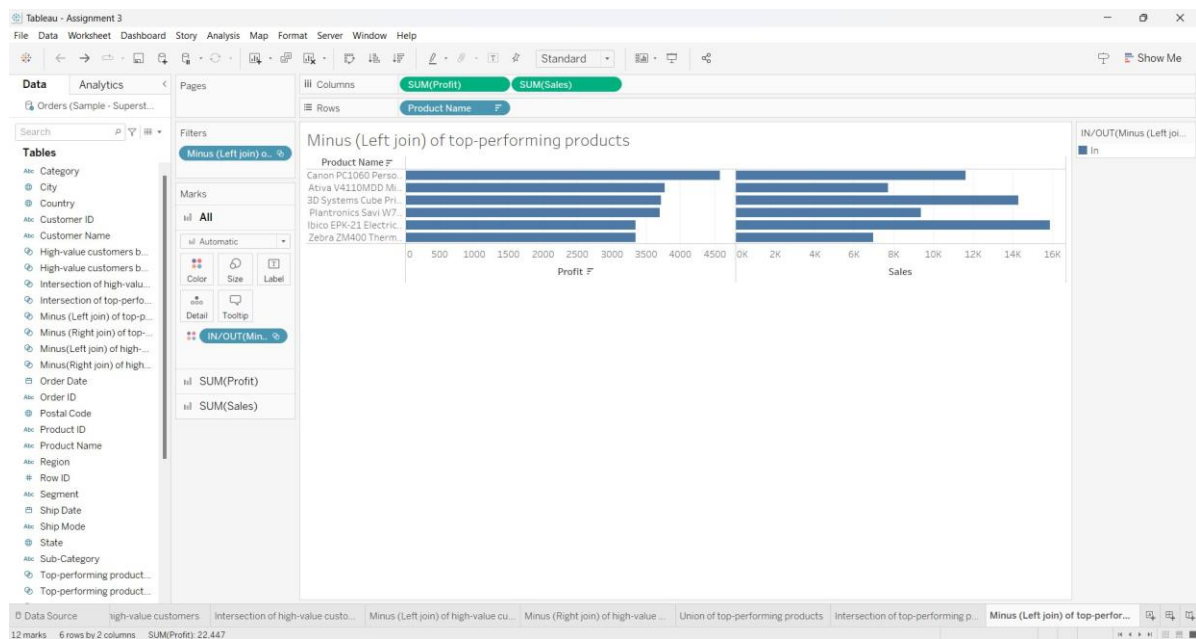 Tableau - Assignment 3
File Data Worksheet Dashboard Story Analysis Map Format Server Window Help
Standard
Show Me
Data Analytics
Pages
Columns SUM(Profit) SUM(Sales)
Orders (Sample - Superst...
Rows Product Name
Search
Filters
Minus (Left join) o..
Minus (Left join) of top-performing products
IN/OUT(Minus (Left joi...
In
Tables
Category
City
Country
Customer ID
Customer Name
High-value customers b...
High-value customers b...
Intersection of high-valu...
Intersection of top-perfo...
Minus (Left join) of top-p...
Minus (Right join) of top-...
Minus(Left join) of high-...
Minus(Right join) of high...
Order Date
Order ID
Postal Code
Product ID
Product Name
Region
Row ID
Segment
Ship Date
Ship Mode
State
Sub-Category
Top-performing product...
Top-performing product...
Marks
All
Automatic
Color Size Label
Detail Tooltip
IN/OUT(Min..
SUM(Profit)
SUM(Sales)
Product Name
Canon PC1060 Perso..
Ativa V4110MDD Mi..
3D Systems Cube Pri..
Plantronics Savi W7..
Ibico EPK-21 Electric..
Zebra ZM400 Therm..
0 500 1000 1500 2000 2500 3000 3500 4000 4500 0K 2K 4K 6K 8K 10K 12K 14K 16K
Profit Sales
Data Source high-value customers Intersection of high-value custo... Minus (Left join) of high-value cu... Minus (Right join) of high-value ... Union of top-performing products Intersection of top-performing p... Minus (Left join) of top-perfor...
12 marks 6 rows by 2 columns SUM(Profit): 22,447